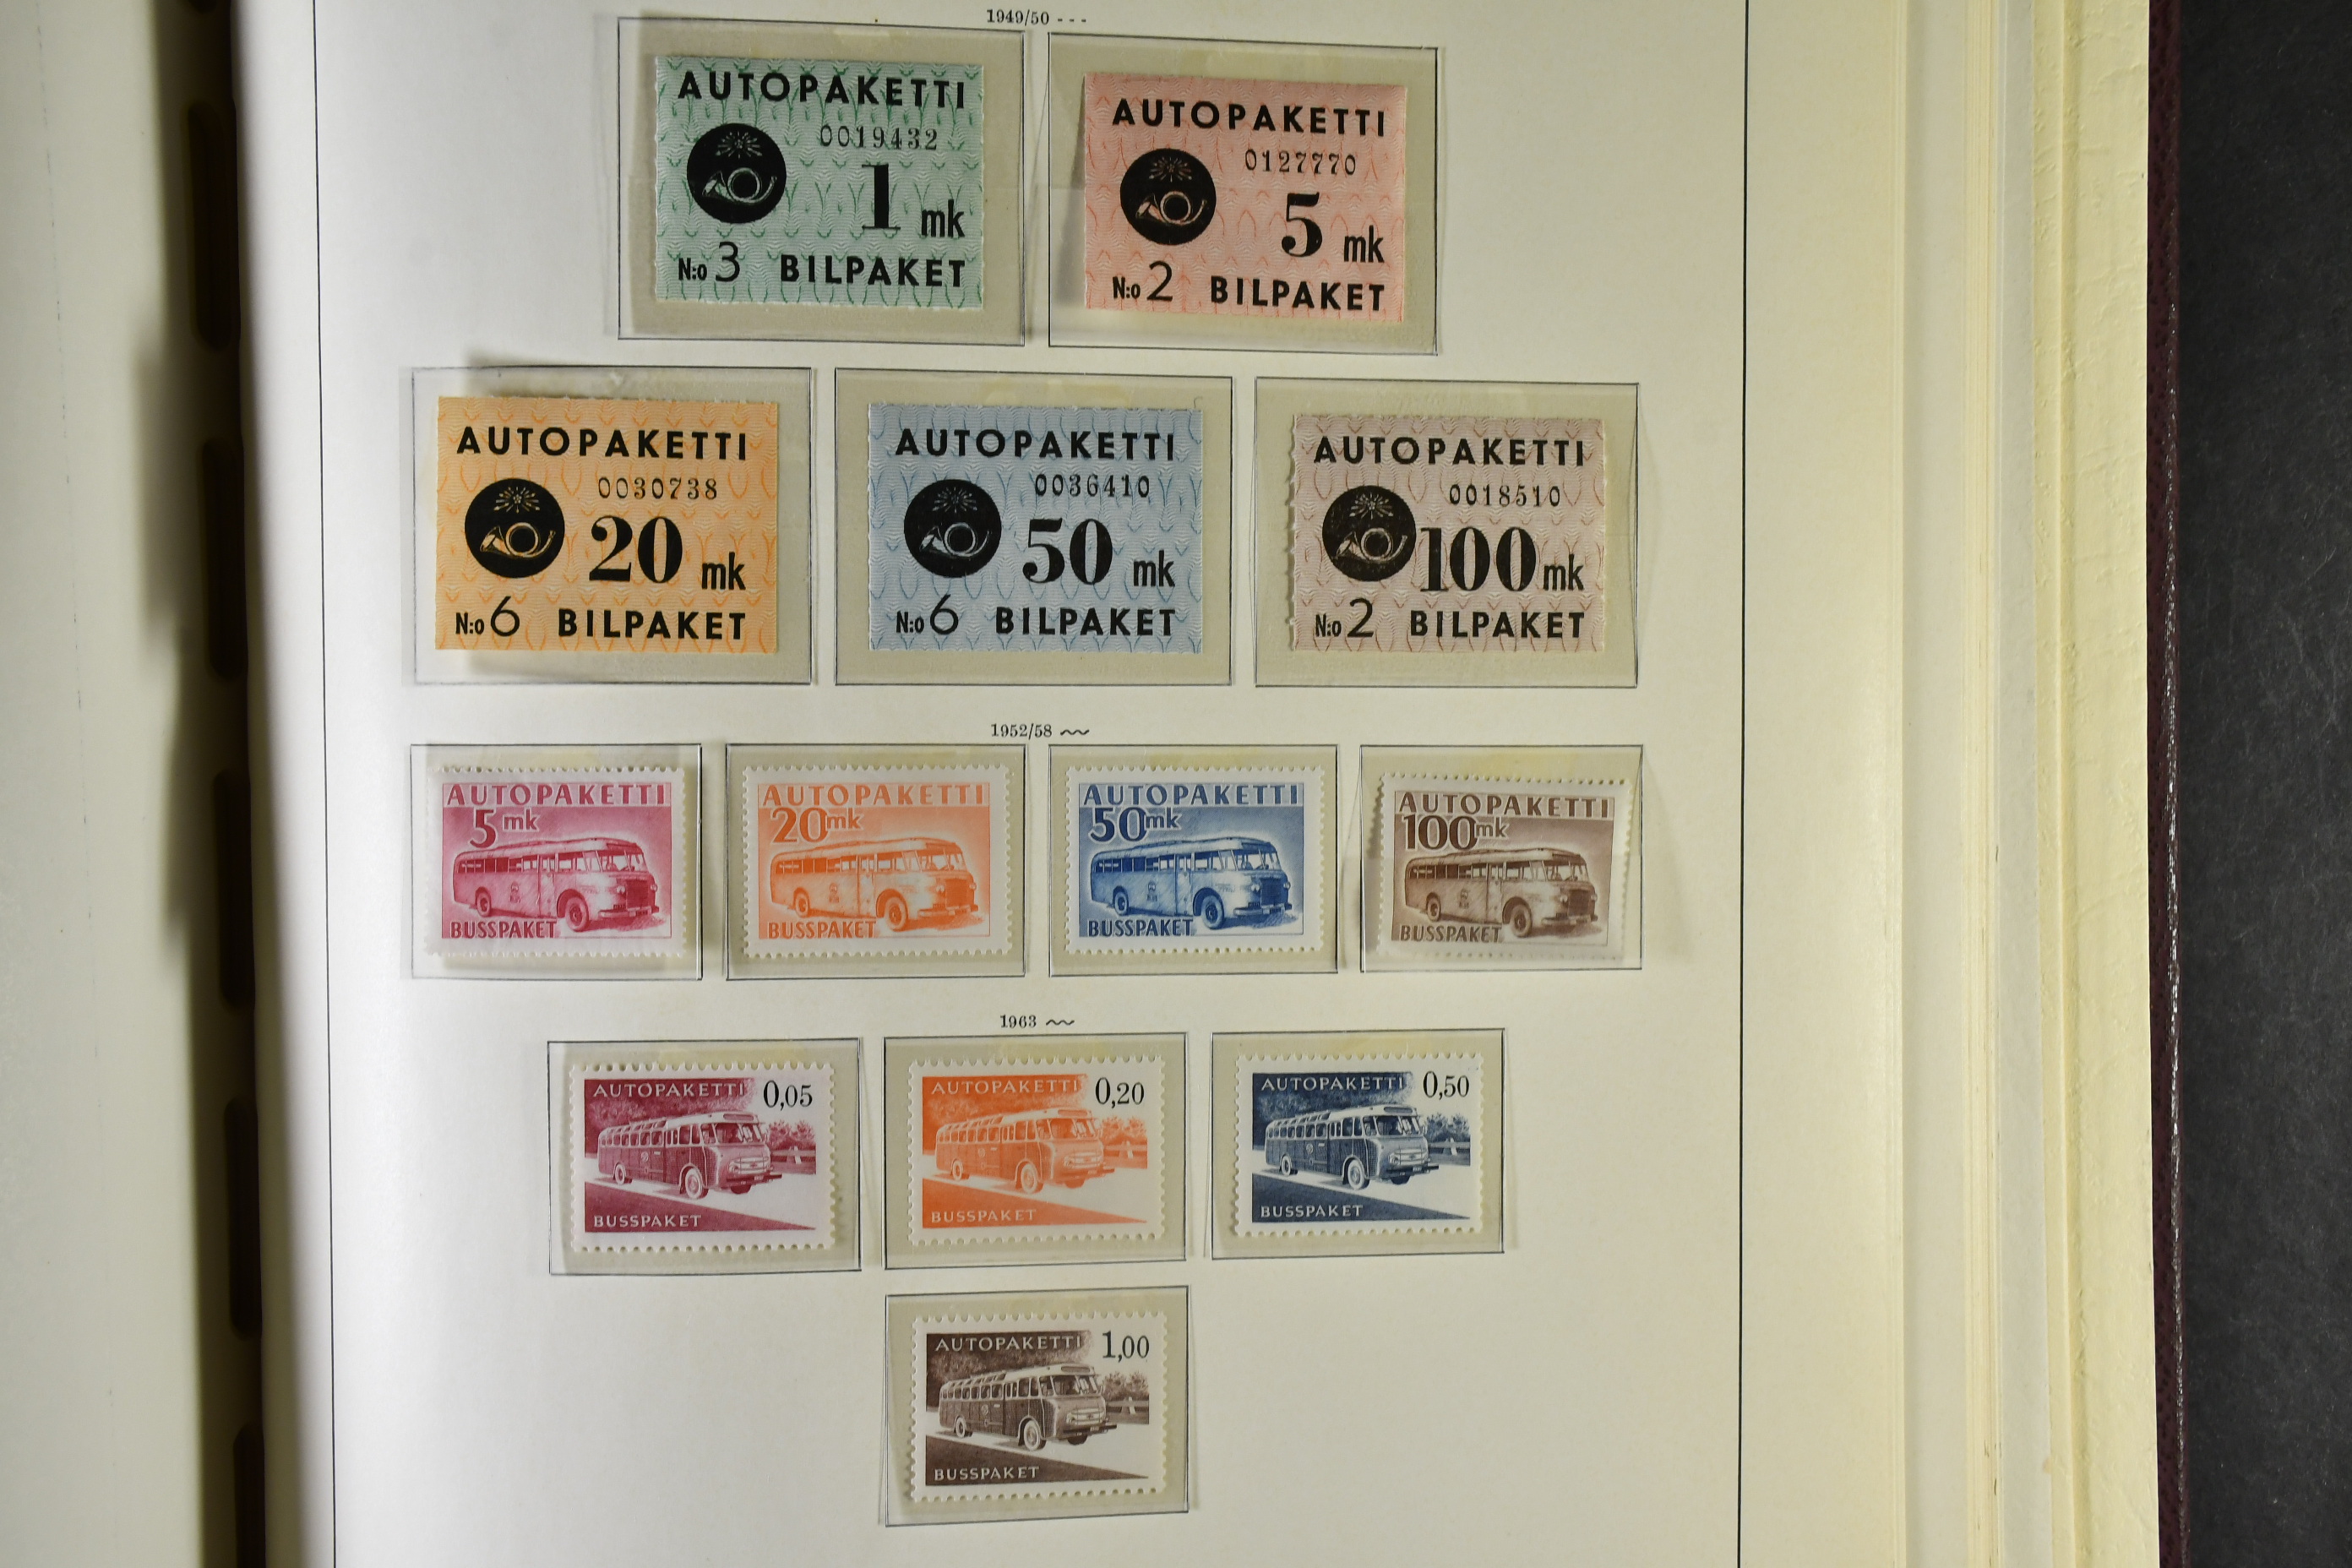 1949/50 - - -
AUTOPAKETTI
0019432
1 mk
N:o 3 BILPAKET
AUTOPAKETTI
0127770
5 mk
N:o 2 BILPAKET
AUTOPAKETTI
0030738
20 mk
N:o 6 BILPAKET
AUTOPAKETTI
0036410
50 mk
N:o 6 BILPAKET
AUTOPAKETTI
0018510
100 mk
N:o 2 BILPAKET
1952/58
AUTOPAKETTI
5 mk
BUSSPAKET
AUTOPAKETTI
20 mk
BUSSPAKET
AUTOPAKETTI
50 mk
BUSSPAKET
AUTOPAKETTI
100 mk
BUSSPAKET
1963
AUTOPAKETTI 0,05
BUSSPAKET
AUTOPAKETTI 0,20
BUSSPAKET
AUTOPAKETTI 0,50
BUSSPAKET
AUTOPAKETTI 1,00
BUSSPAKET